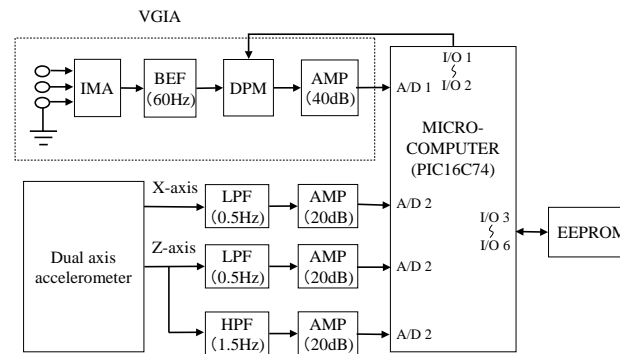 VGIA
IMA
BEF
(60Hz)
DPM
AMP
(40dB)
A/D 1
I/O 1
I/O 2
MICRO-
COMPUTER
(PIC16C74)
Dual axis
accelerometer
X-axis
LPF
(0.5Hz)
AMP
(20dB)
A/D 2
Z-axis
LPF
(0.5Hz)
AMP
(20dB)
A/D 2
HPF
(1.5Hz)
AMP
(20dB)
A/D 2
I/O 3
I/O 6
EEPROM